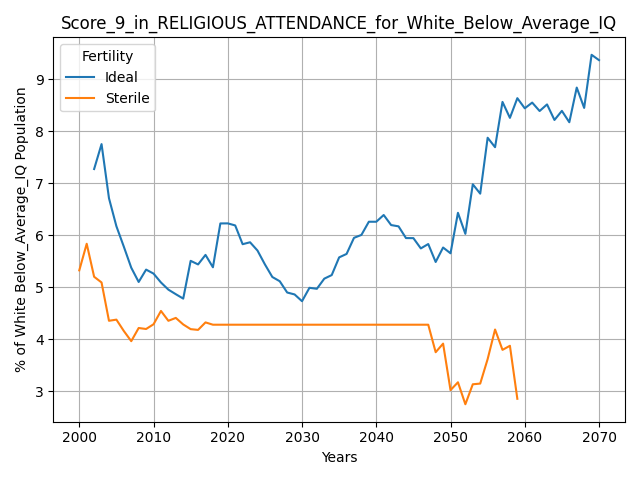 Score_9_in_RELIGIOUS_ATTENDANCE_for_White_Below_Average_IQ
Fertility
Ideal
Sterile
% of White Below_Average_IQ Population
9
8
7
6
5
4
3
2000 2010 2020 2030 2040 2050 2060 2070
Years